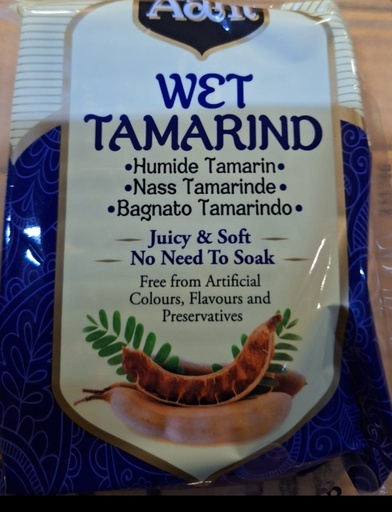 WET
TAMARIND
•Humide Tamarin•
•Nass Tamarinde•
•Bagnato Tamarindo•
Juicy & Soft
No Need To Soak
Free from Artificial
Colours, Flavours and
Preservatives